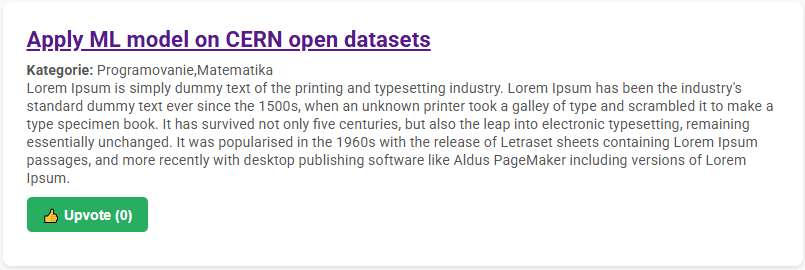 Apply ML model on CERN open datasets
Kategorie: Programovanie,Matematika
Lorem Ipsum is simply dummy text of the printing and typesetting industry. Lorem Ipsum has been the industry's
standard dummy text ever since the 1500s, when an unknown printer took a galley of type and scrambled it to make a
type specimen book. It has survived not only five centuries, but also the leap into electronic typesetting, remaining
essentially unchanged. It was popularised in the 1960s with the release of Letraset sheets containing Lorem Ipsum
passages, and more recently with desktop publishing software like Aldus PageMaker including versions of Lorem
Ipsum.
👍 Upvote (0)